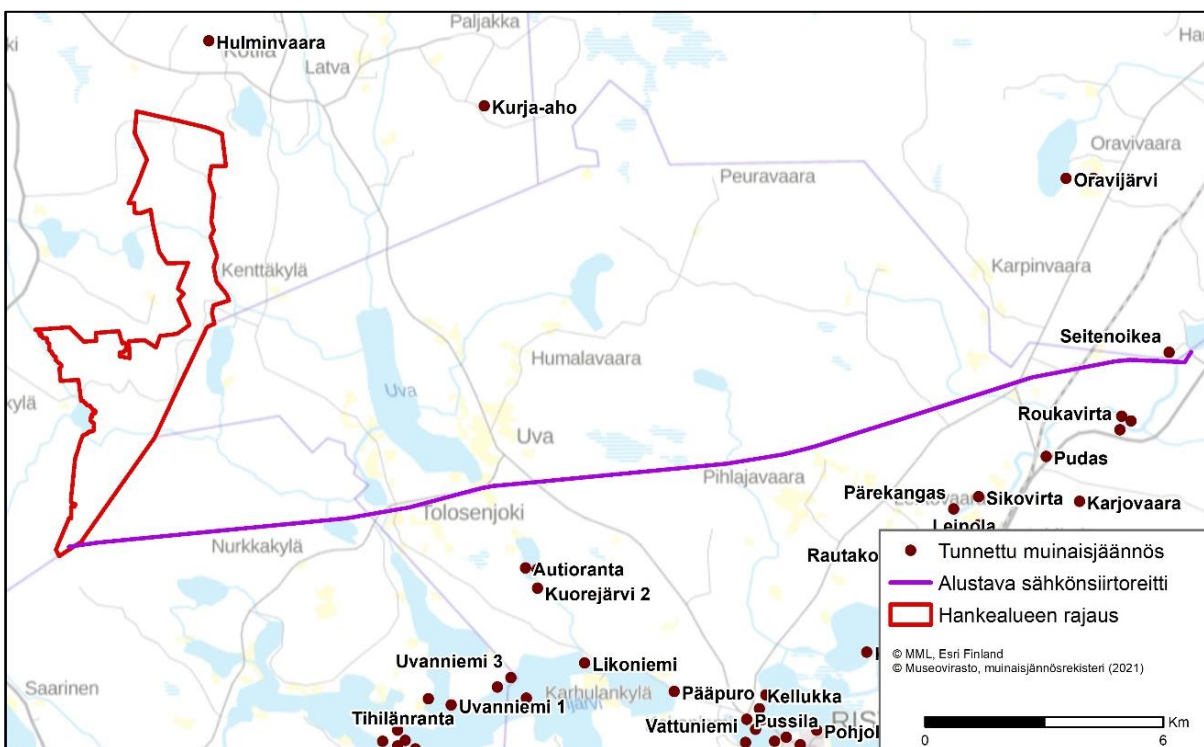 Paljakka
Hulminvaara
Kotila
Latva
Kurja-aho
Oravivaara
Peuravaara
Oravijärvi
Kenttäkylä
Karpinvaara
Seitenoikea
Humalavaara
Uva
Roukavirta
Uva
Pudas
Pihlajavaara
Pärekangas
Sikovirta
Karjovaara
Tolosenjoki
Leipola
Nurkkakylä
Autioranta
Kuorejärvi 2
Tunnettu muinaisjäännös
Alustava sähkönsiirtoreitti
Hankealueen rajaus
© MML, Esri Finland
© Museovirasto, muinaisjäännösrekisteri (2021)
Uvanniemi 3
Likoniemi
Saarinen
Karhulankylä
Pääpuro
Kellukka
Uvanniemi 1
Tihilänranta
Vattuniemi
Pussila
Km
0
6